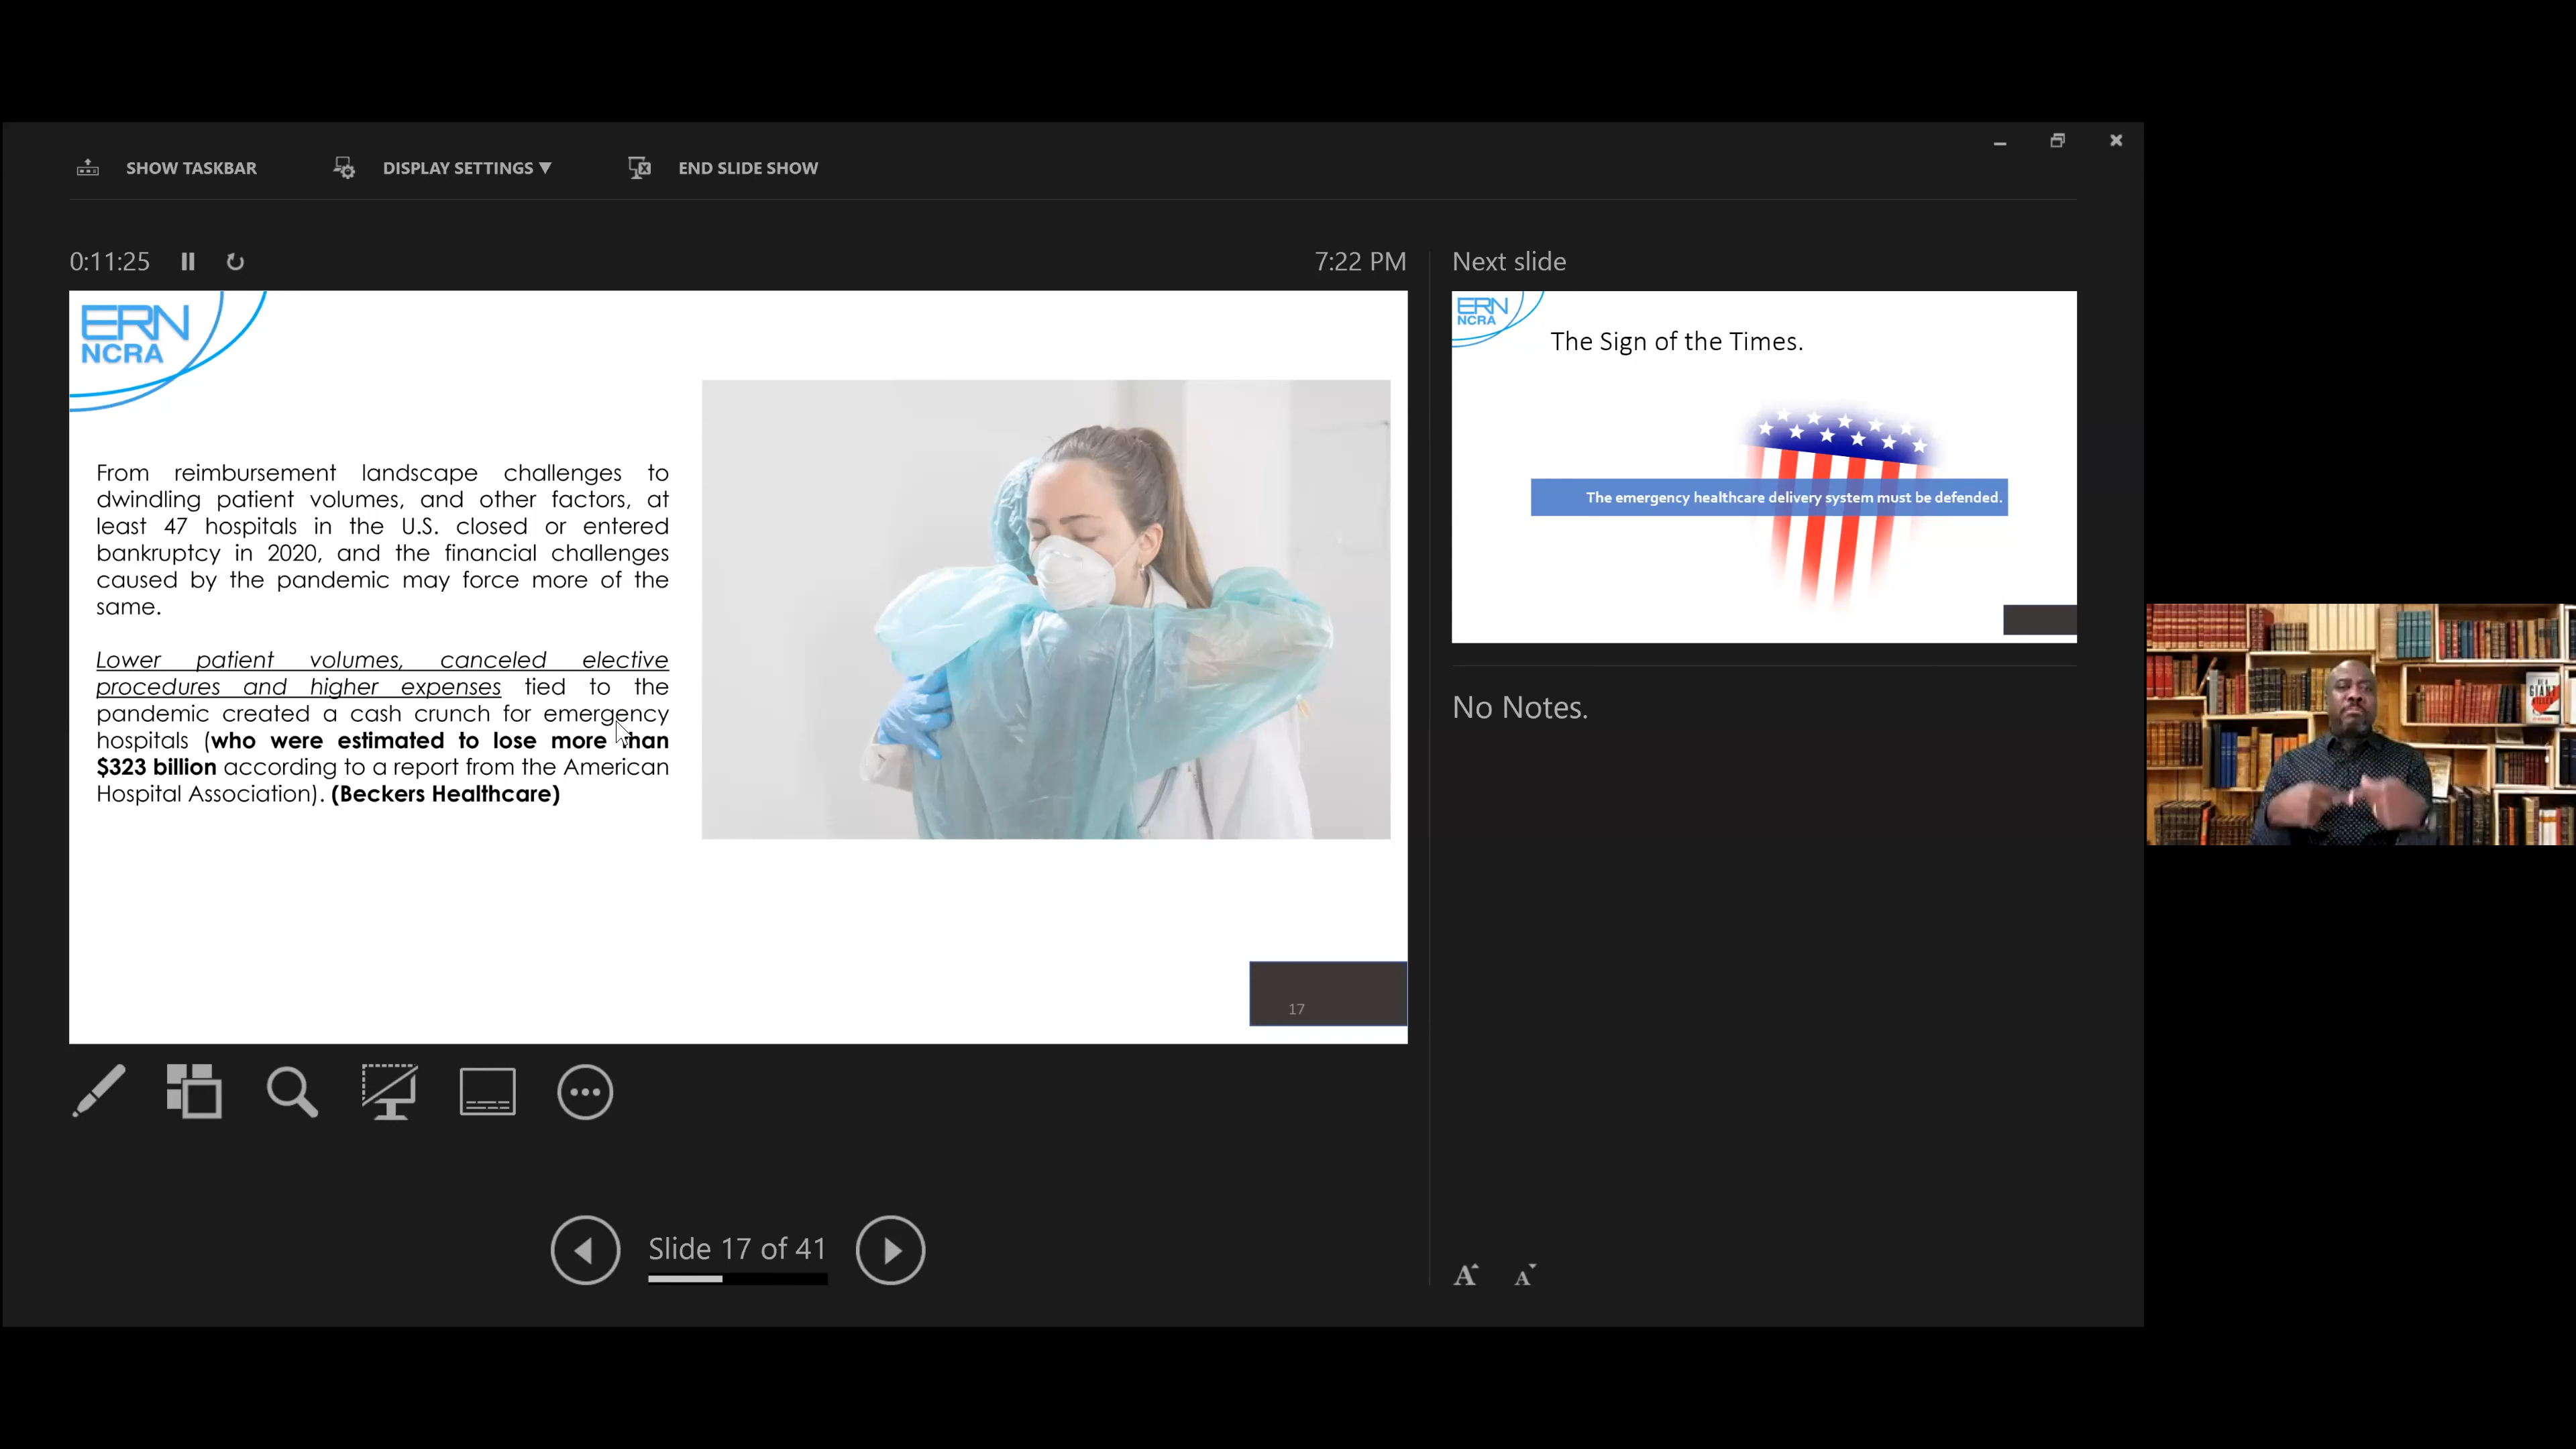 SHOW TASKBAR
DISPLAY SETTINGS ▼
END SLIDE SHOW
0:11:25
7:22 PM
ERN
NCRA
From reimbursement landscape challenges to
dwindling patient volumes, and other factors, at
least 47 hospitals in the U.S. closed or entered
bankruptcy in 2020, and the financial challenges
caused by the pandemic may force more of the
same.
Lower patient volumes, canceled elective
procedures and higher expenses tied to the
pandemic created a cash crunch for emergency
hospitals (who were estimated to lose more than
$323 billion according to a report from the American
Hospital Association). (Beckers Healthcare)
17
Slide 17 of 41
Next slide
ERN
NCRA
The Sign of the Times.
The emergency healthcare delivery system must be defended.
No Notes.
A A
GIANT